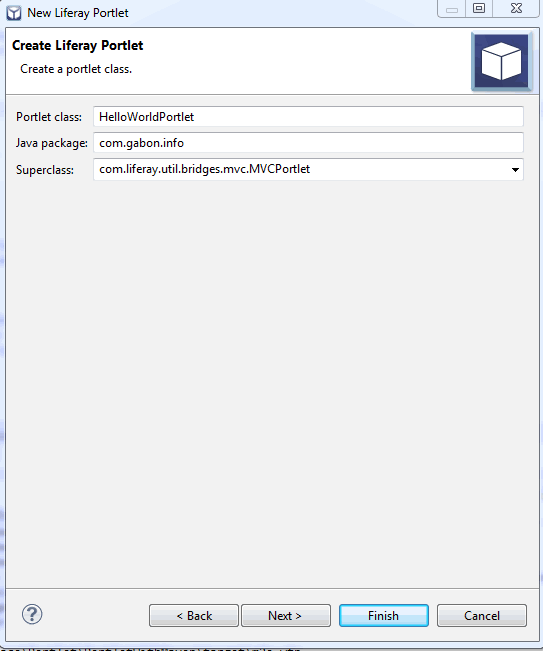 New Liferay Portlet
Create Liferay Portlet
Create a portlet class.
Portlet class: HelloWorldPortlet
Java package: com.gabon.info
Superclass: com.liferay.util.bridges.mvc.MVCPortlet
? < Back Next > Finish Cancel